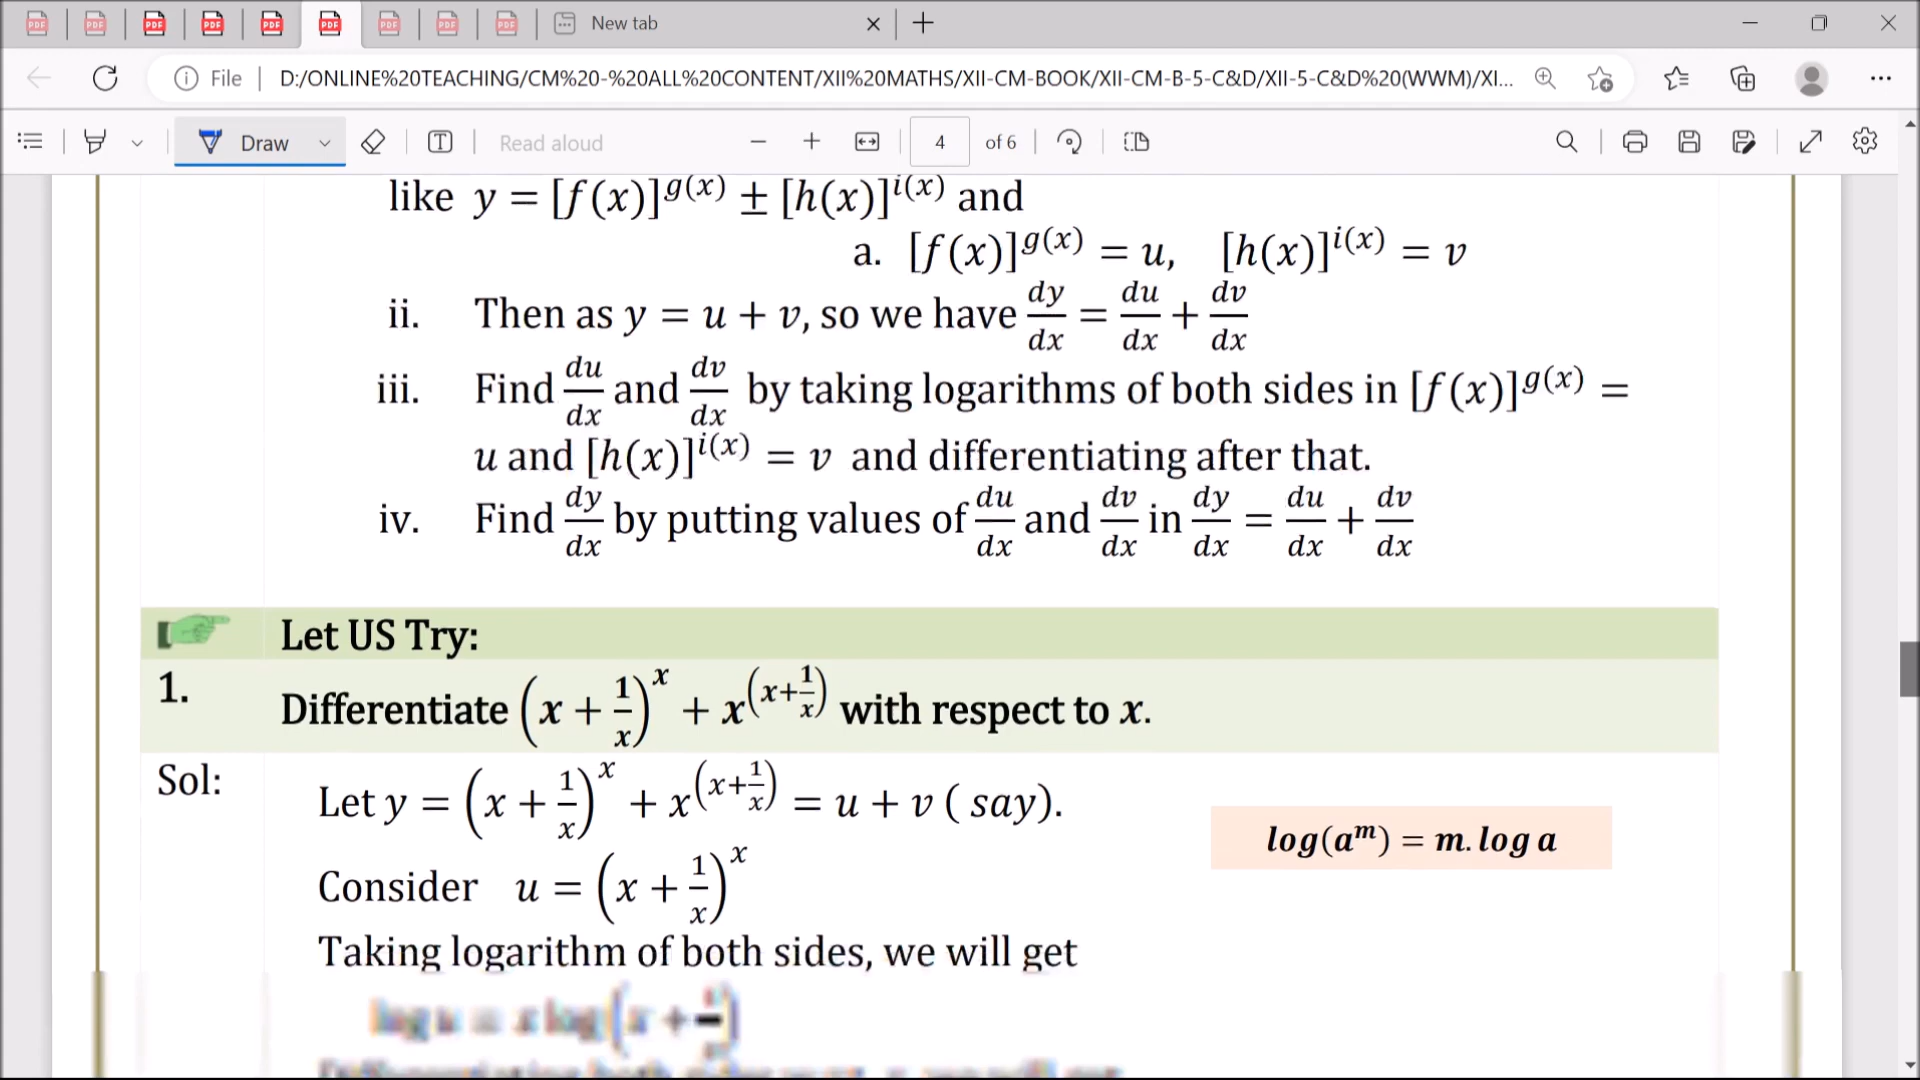 New tab
File
D:/ONLINE%20TEACHING/CM%20-%20ALL%20CONTENT/XII%20MATHS/XII-CM-BOOK/XII-CM-B-5-C&D/XII-5-C&D%20(WWM)/XI...
Draw
Read aloud
4 of 6
like y = [f(x)]^{g(x)} ± [h(x)]^{i(x)} and
a. [f(x)]^{g(x)} = u, [h(x)]^{i(x)} = v
ii. Then as y = u + v, so we have dy/dx = du/dx + dv/dx
iii. Find du/dx and dv/dx by taking logarithms of both sides in [f(x)]^{g(x)} =
u and [h(x)]^{i(x)} = v and differentiating after that.
iv. Find dy/dx by putting values of du/dx and dv/dx in dy/dx = du/dx + dv/dx
Let US Try:
1. Differentiate (x + 1/x)^x + x^{(x+1/x)} with respect to x.
Sol: Let y = (x + 1/x)^x + x^{(x+1/x)} = u + v ( say).
log(a^m) = m. log a
Consider u = (x + 1/x)^x
Taking logarithm of both sides, we will get